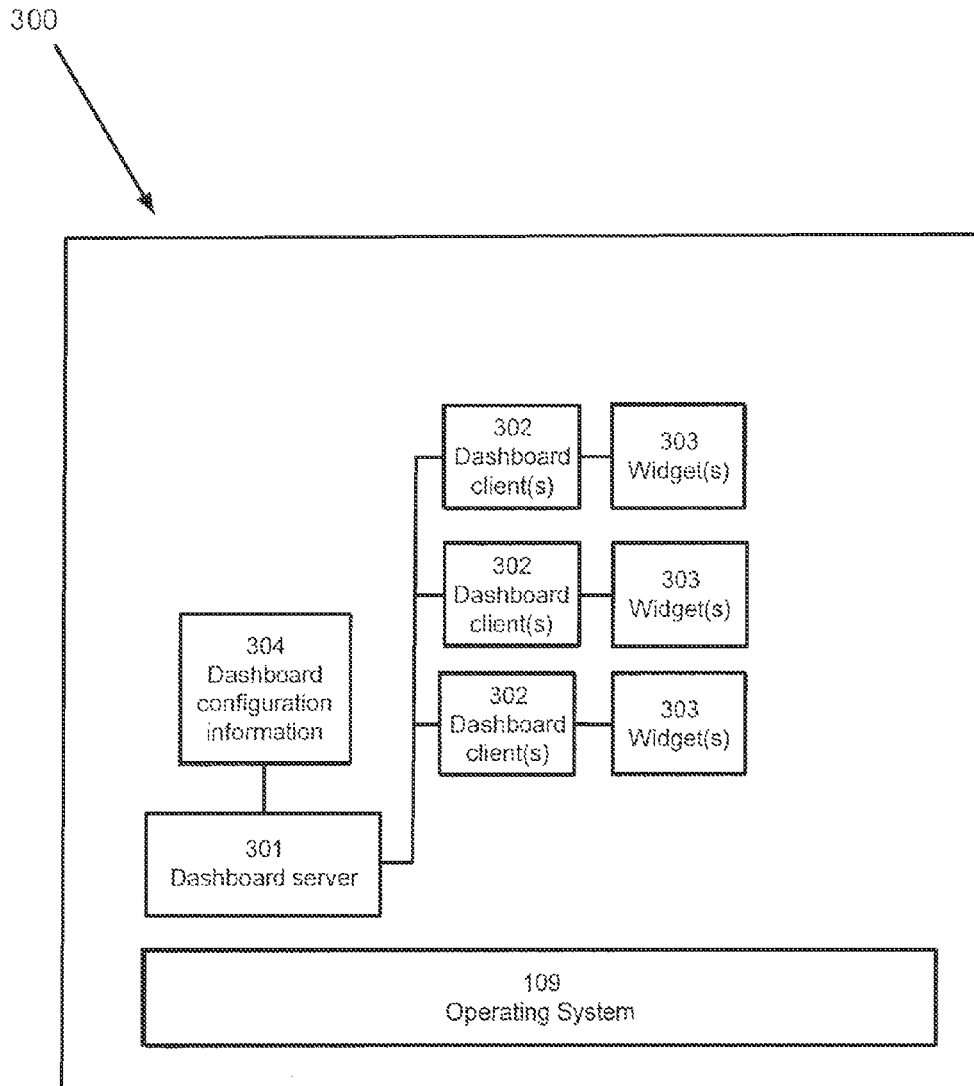 300
302
Dashboard
client(s)
303
Widget(s)
302
Dashboard
client(s)
303
Widget(s)
304
Dashboard
configuration
information
302
Dashboard
client(s)
303
Widget(s)
301
Dashboard server
109
Operating System